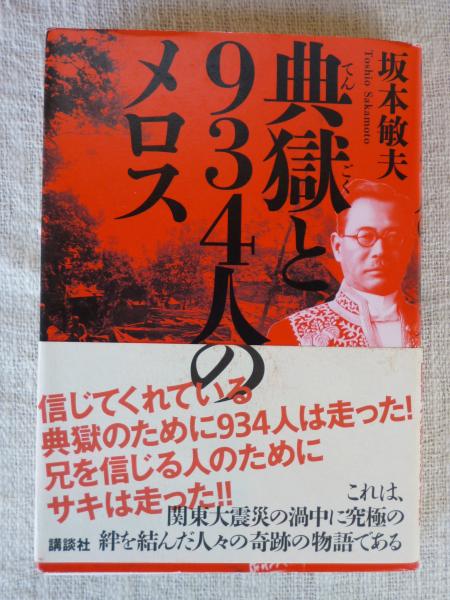 坂本敏夫
Toshio Sakamoto
典獄と
てんごく
934人の
メロス
信じてくれている
典獄のために934人は走った!
兄を信じる人のために
サキは走った!!
これは、
関東大震災の渦中に究極の
絆を結んだ人々の奇跡の物語である
講談社